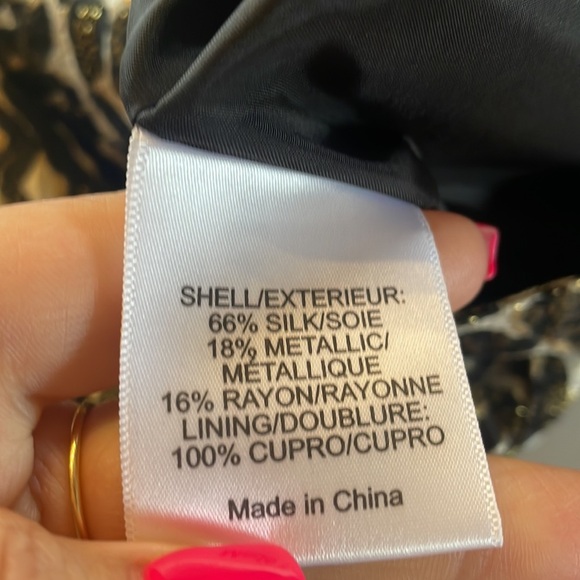 SHELL/EXTERIEUR:
66% SILK/SOIE
18% METALLIC/
MÉTALLIQUE
16% RAYON/RAYONNE
LINING/DOUBLURE:
100% CUPRO/CUPRO
Made in China